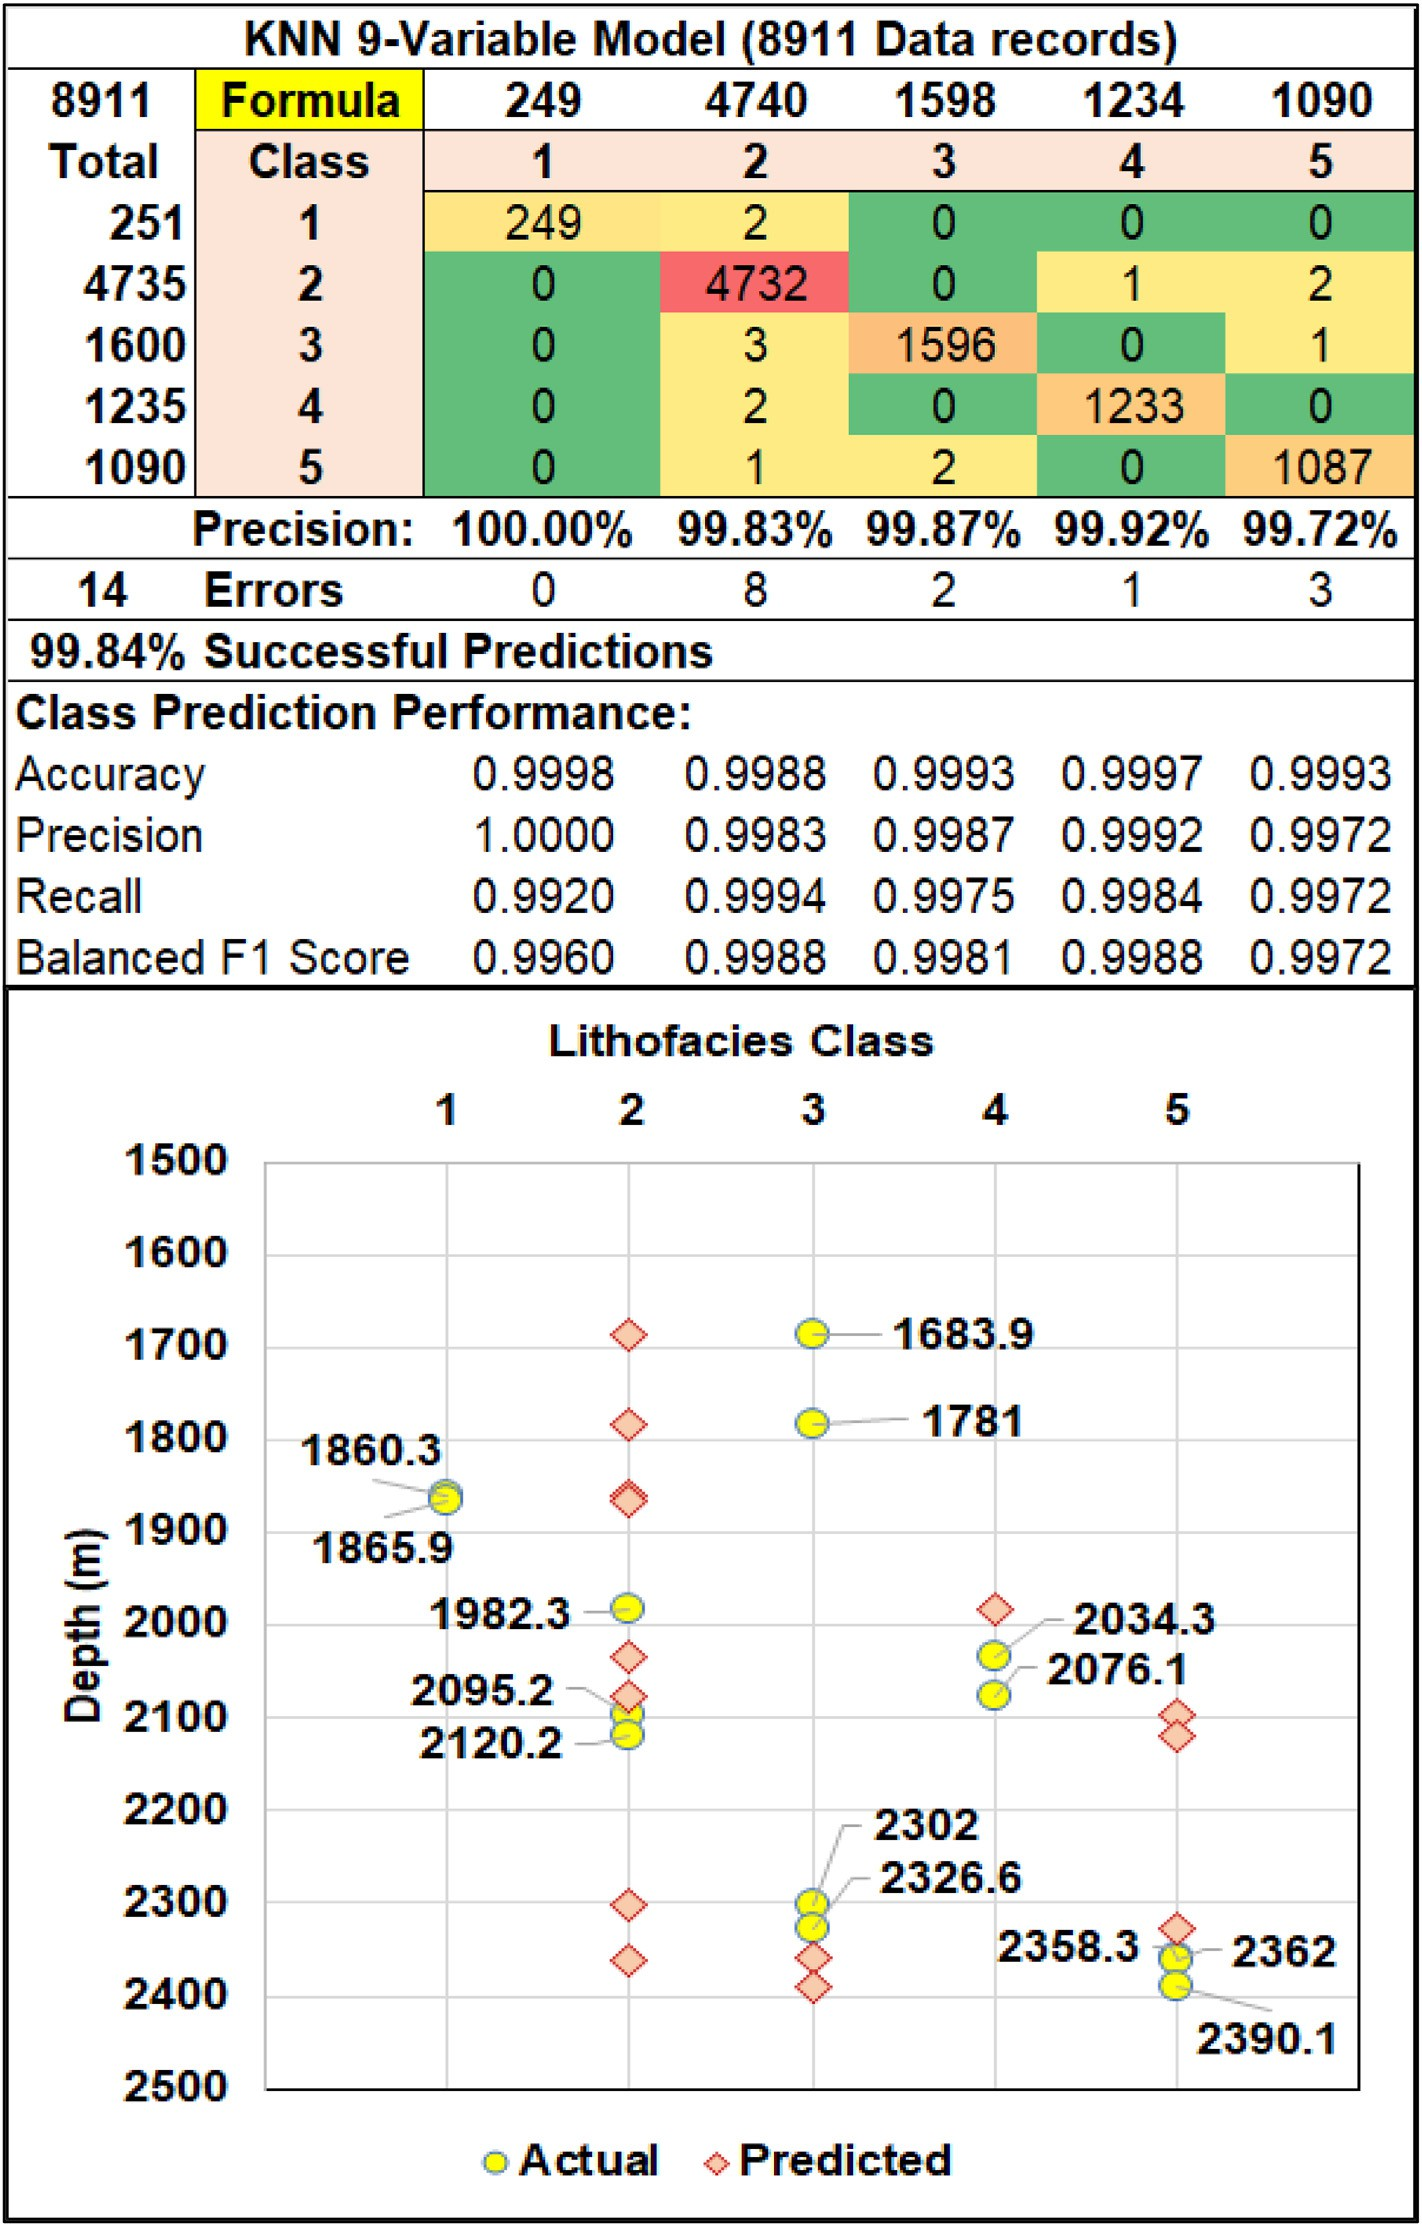 KNN 9-Variable Model (8911 Data records)
8911 Formula 249 4740 1598 1234 1090
Total Class 1 2 3 4 5
251 1 249 2 0 0 0
4735 2 0 4732 0 1 2
1600 3 0 3 1596 0 1
1235 4 0 2 0 1233 0
1090 5 0 1 2 0 1087
Precision: 100.00% 99.83% 99.87% 99.92% 99.72%
14 Errors 0 8 2 1 3
99.84% Successful Predictions
Class Prediction Performance:
Accuracy 0.9998 0.9988 0.9993 0.9997 0.9993
Precision 1.0000 0.9983 0.9987 0.9992 0.9972
Recall 0.9920 0.9994 0.9975 0.9984 0.9972
Balanced F1 Score 0.9960 0.9988 0.9981 0.9988 0.9972
Lithofacies Class
1 2 3 4 5
Depth (m)
1500
1600
1700
1800
1900
2000
2100
2200
2300
2400
2500
1683.9
1781
1860.3
1865.9
1982.3
2034.3
2076.1
2095.2
2120.2
2302
2326.6
2358.3
2362
2390.1
Actual Predicted